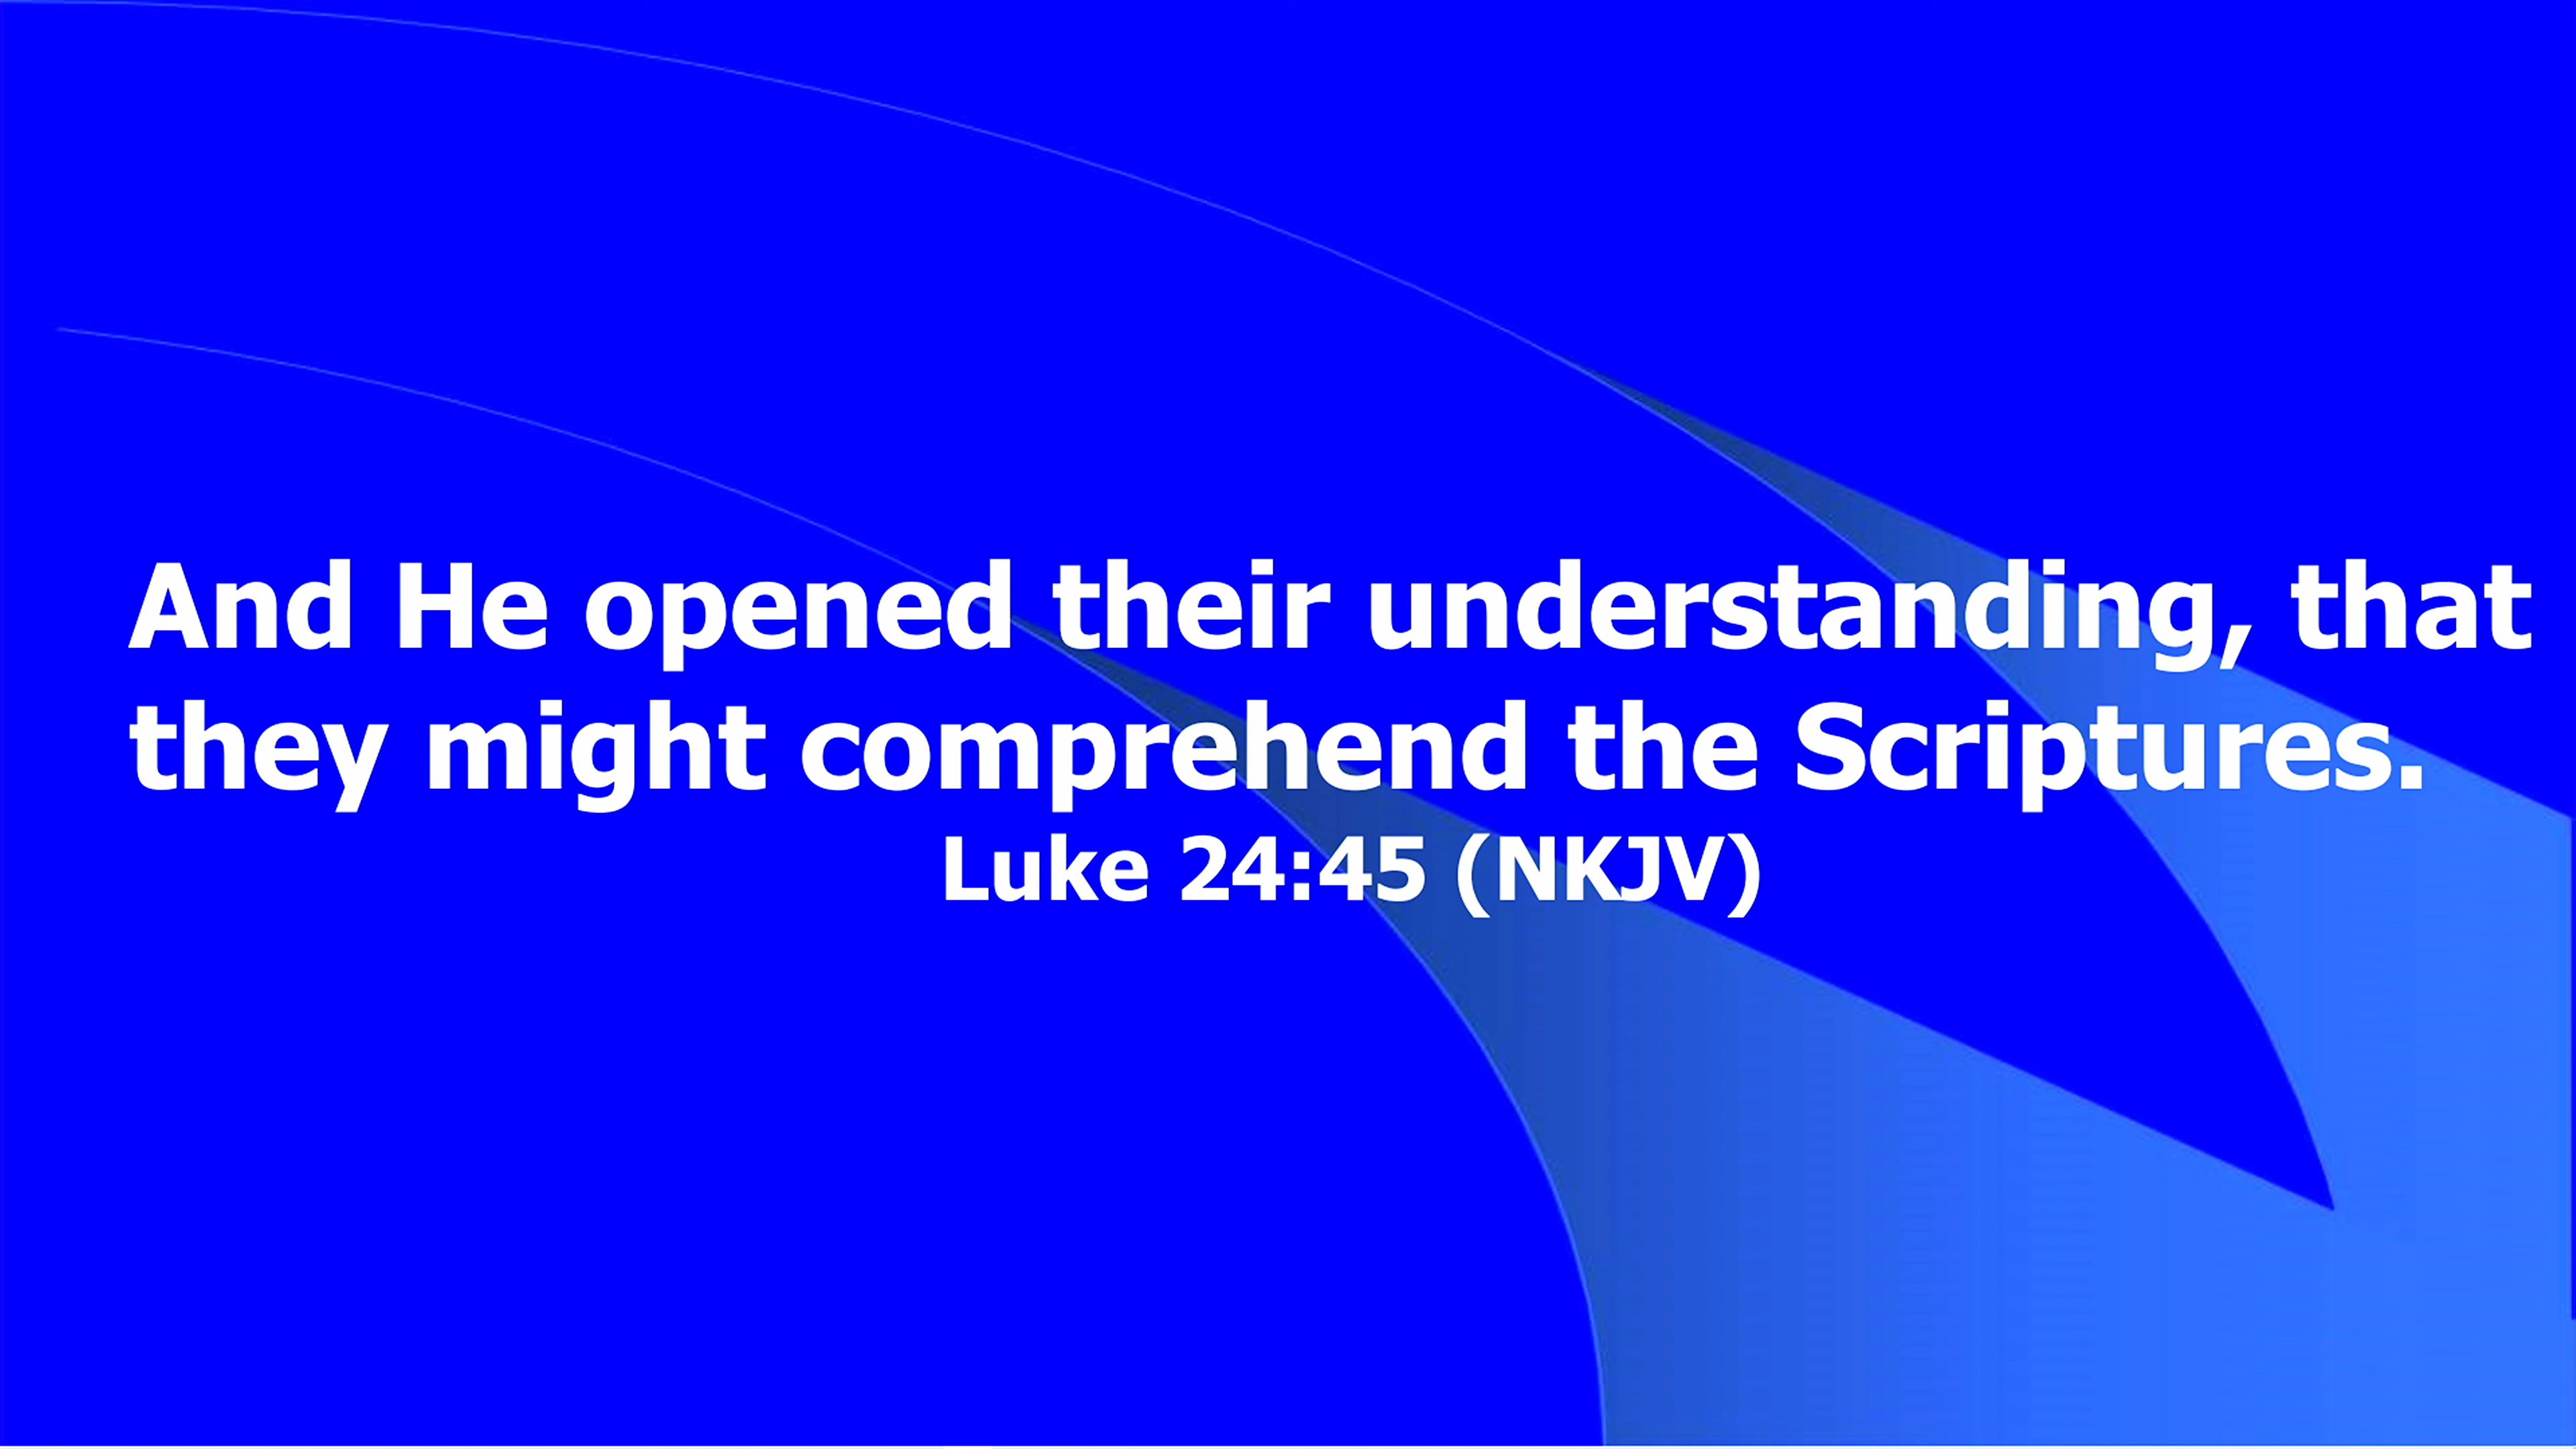 And He opened their understanding, that
they might comprehend the Scriptures.
Luke 24:45 (NKJV)